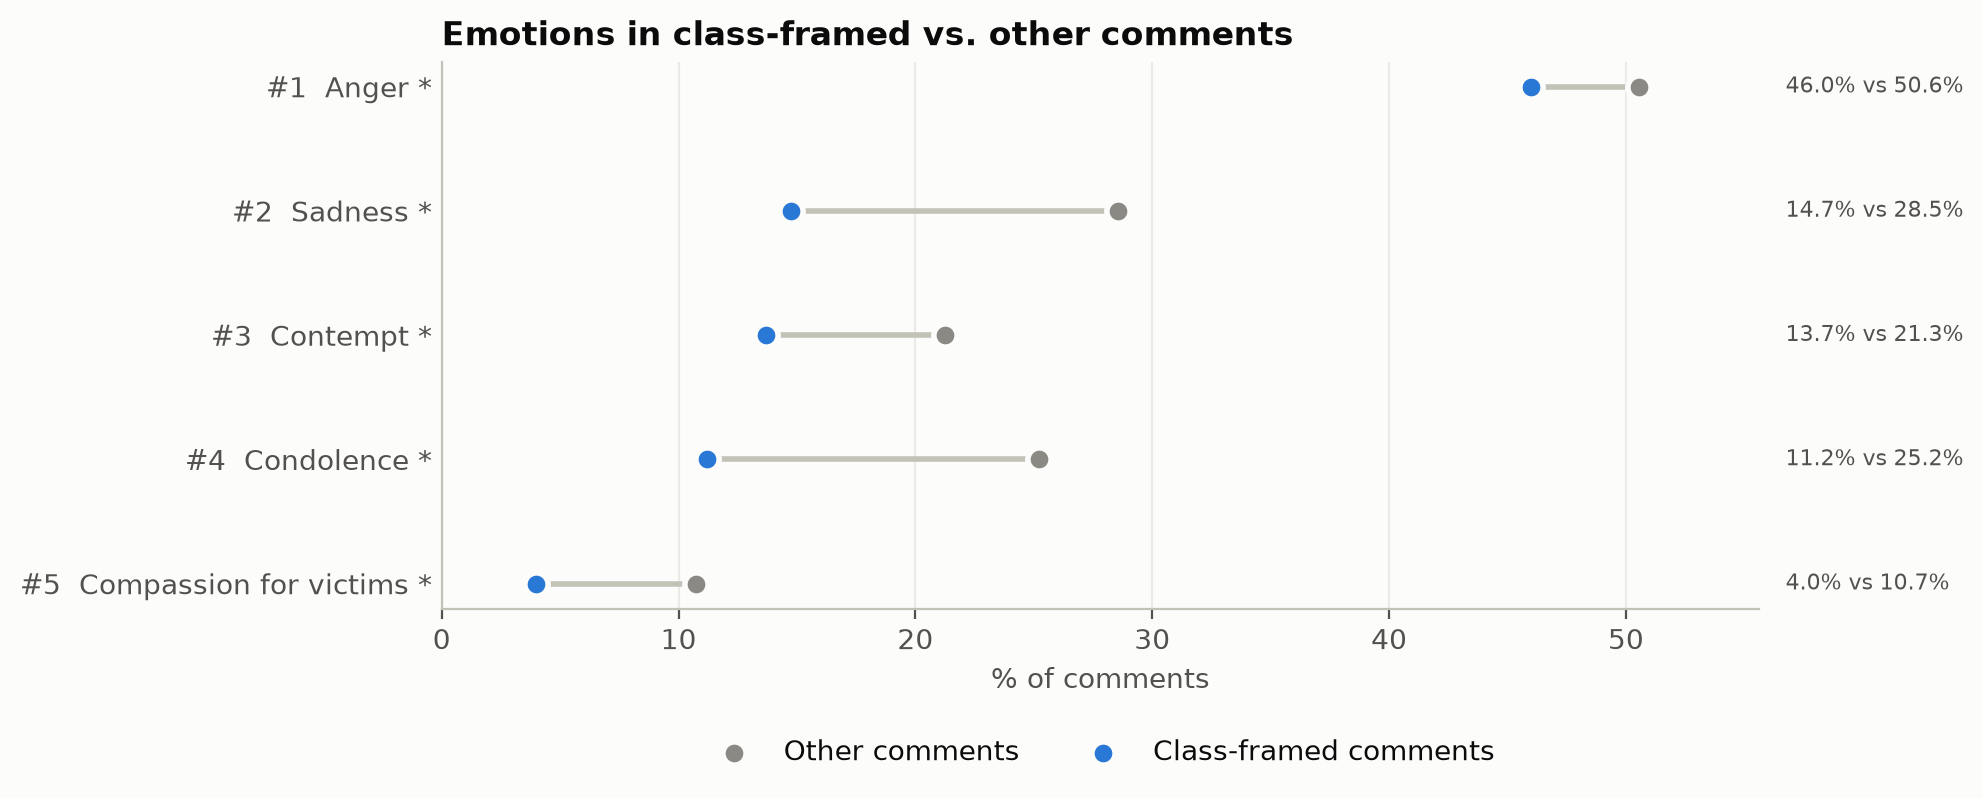 Emotions in class-framed vs. other comments
#1 Anger * 46.0% vs 50.6%
#2 Sadness * 14.7% vs 28.5%
#3 Contempt * 13.7% vs 21.3%
#4 Condolence * 11.2% vs 25.2%
#5 Compassion for victims * 4.0% vs 10.7%
0 10 20 30 40 50
% of comments
Other comments Class-framed comments